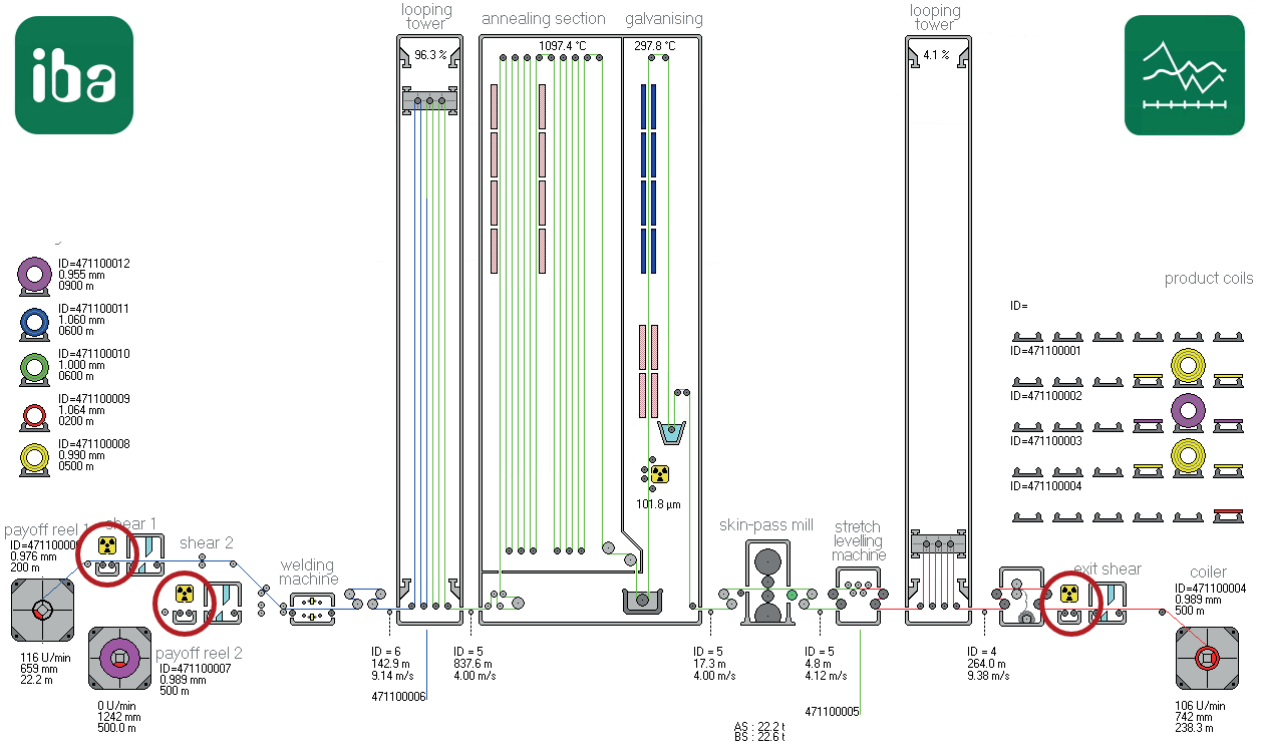 iba
looping
tower
annealing section
galvanising
looping
tower
96.3 %
1097.4 °C
297.8 °C
4.1 %
ID=471100012
0.955 mm
0900 m
ID=471100011
1.060 mm
0600 m
ID=471100010
1.000 mm
0600 m
ID=471100009
1.064 mm
0200 m
ID=471100008
0.990 mm
0500 m
product coils
ID=
ID=471100001
ID=471100002
ID=471100003
ID=471100004
101.8 µm
payoff reel
shear 1
0.976 mm
200 m
shear 2
welding
machine
skin-pass mill
stretch
levelling
machine
exit shear
coiler
ID=471100004
0.989 mm
500 m
116 U/min
659 mm
22.2 m
payoff reel 2
ID=471100007
0.989 mm
500 m
0 U/min
1242 mm
500.0 m
ID = 6
142.9 m
9.14 m/s
471100006
ID = 5
837.6 m
4.00 m/s
ID = 5
17.3 m
4.00 m/s
ID = 5
4.8 m
4.12 m/s
471100005
ID = 4
264.0 m
9.38 m/s
AS : 22.2 t
BS : 22.6 t
106 U/min
742 mm
238.3 m